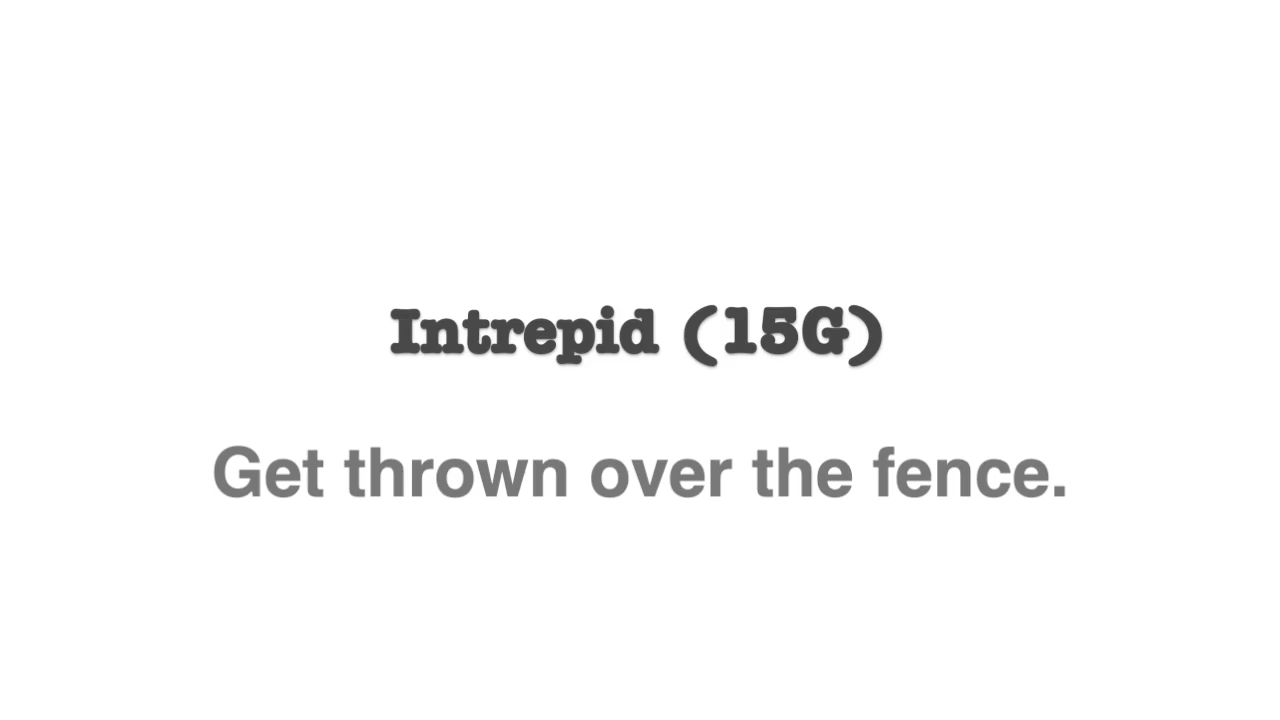 Intrepid (15G)
Get thrown over the fence.